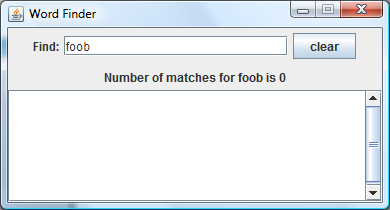 Word Finder
Find: foob clear
Number of matches for foob is 0